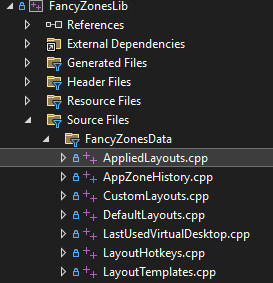 FancyZonesLib
References
External Dependencies
Generated Files
Header Files
Resource Files
Source Files
FancyZonesData
AppliedLayouts.cpp
AppZoneHistory.cpp
CustomLayouts.cpp
DefaultLayouts.cpp
LastUsedVirtualDesktop.cpp
LayoutHotkeys.cpp
LayoutTemplates.cpp